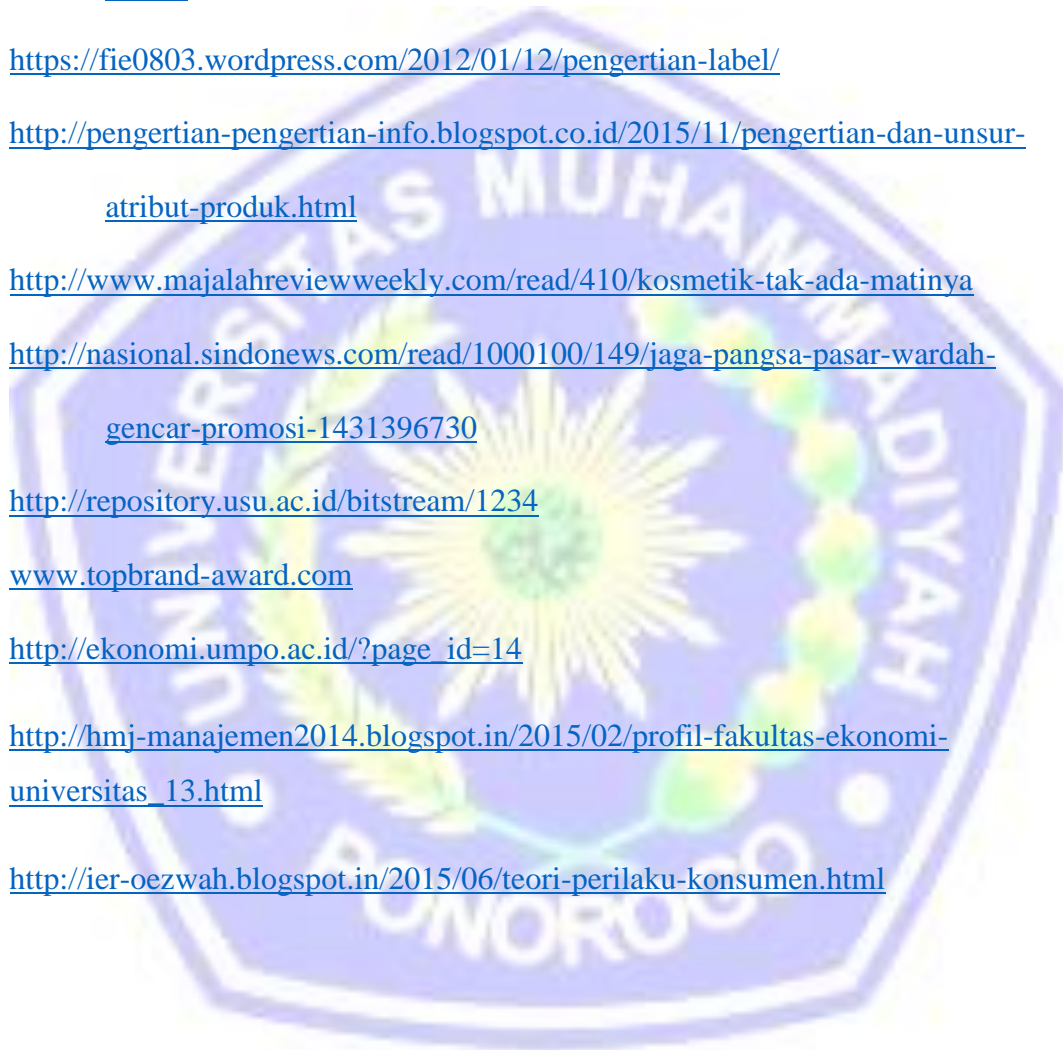 https://fie0803.wordpress.com/2012/01/12/pengertian-label/
http://pengertian-pengertian-info.blogspot.co.id/2015/11/pengertian-dan-unsur-
atribut-produk.html
http://www.majalahreviewweekly.com/read/410/kosmetik-tak-ada-matinya
http://nasional.sindonews.com/read/1000100/149/jaga-pangsa-pasar-wardah-
gencar-promosi-1431396730
http://repository.usu.ac.id/bitstream/1234
www.topbrand-award.com
http://ekonomi.umpo.ac.id/?page_id=14
http://hmj-manajemen2014.blogspot.in/2015/02/profil-fakultas-ekonomi-
universitas_13.html
http://ier-oezwah.blogspot.in/2015/06/teori-perilaku-konsumen.html
UNIVERSITAS MUHAMMADIYAH
PONOROGO